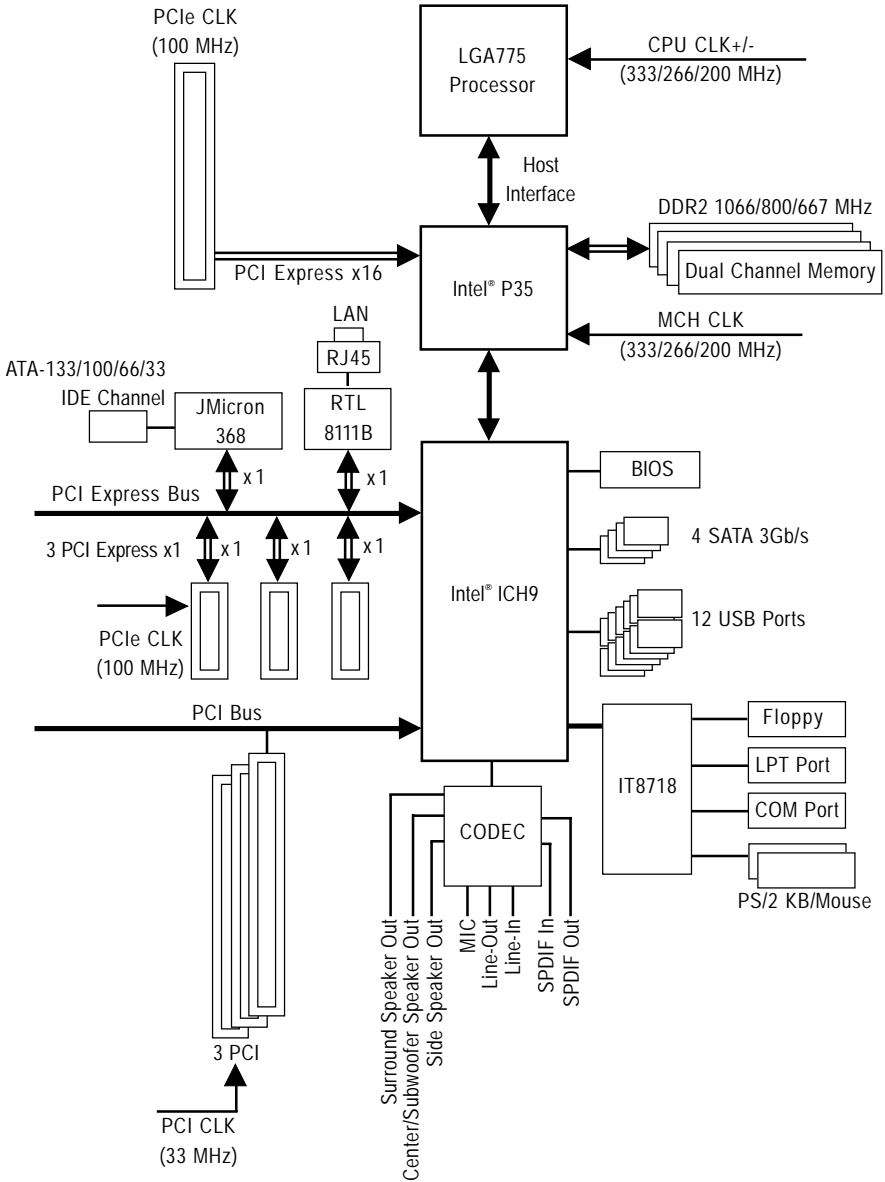 PCIe CLK
(100 MHz)
LGA775
Processor
CPU CLK+/-
(333/266/200 MHz)
Host
Interface
DDR2 1066/800/667 MHz
Dual Channel Memory
PCI Express x16
Intel® P35
MCH CLK
(333/266/200 MHz)
LAN
RJ45
ATA-133/100/66/33
IDE Channel
JMicron
368
RTL
8111B
x1
x1
PCI Express Bus
BIOS
3 PCI Express x1
x1
x1
x1
4 SATA 3Gb/s
Intel® ICH9
12 USB Ports
PCIe CLK
(100 MHz)
PCI Bus
Floppy
LPT Port
IT8718
COM Port
CODEC
PS/2 KB/Mouse
Surround Speaker Out
Center/Subwoofer Speaker Out
Side Speaker Out
MIC
Line-Out
Line-In
SPDIF In
SPDIF Out
3 PCI
PCI CLK
(33 MHz)